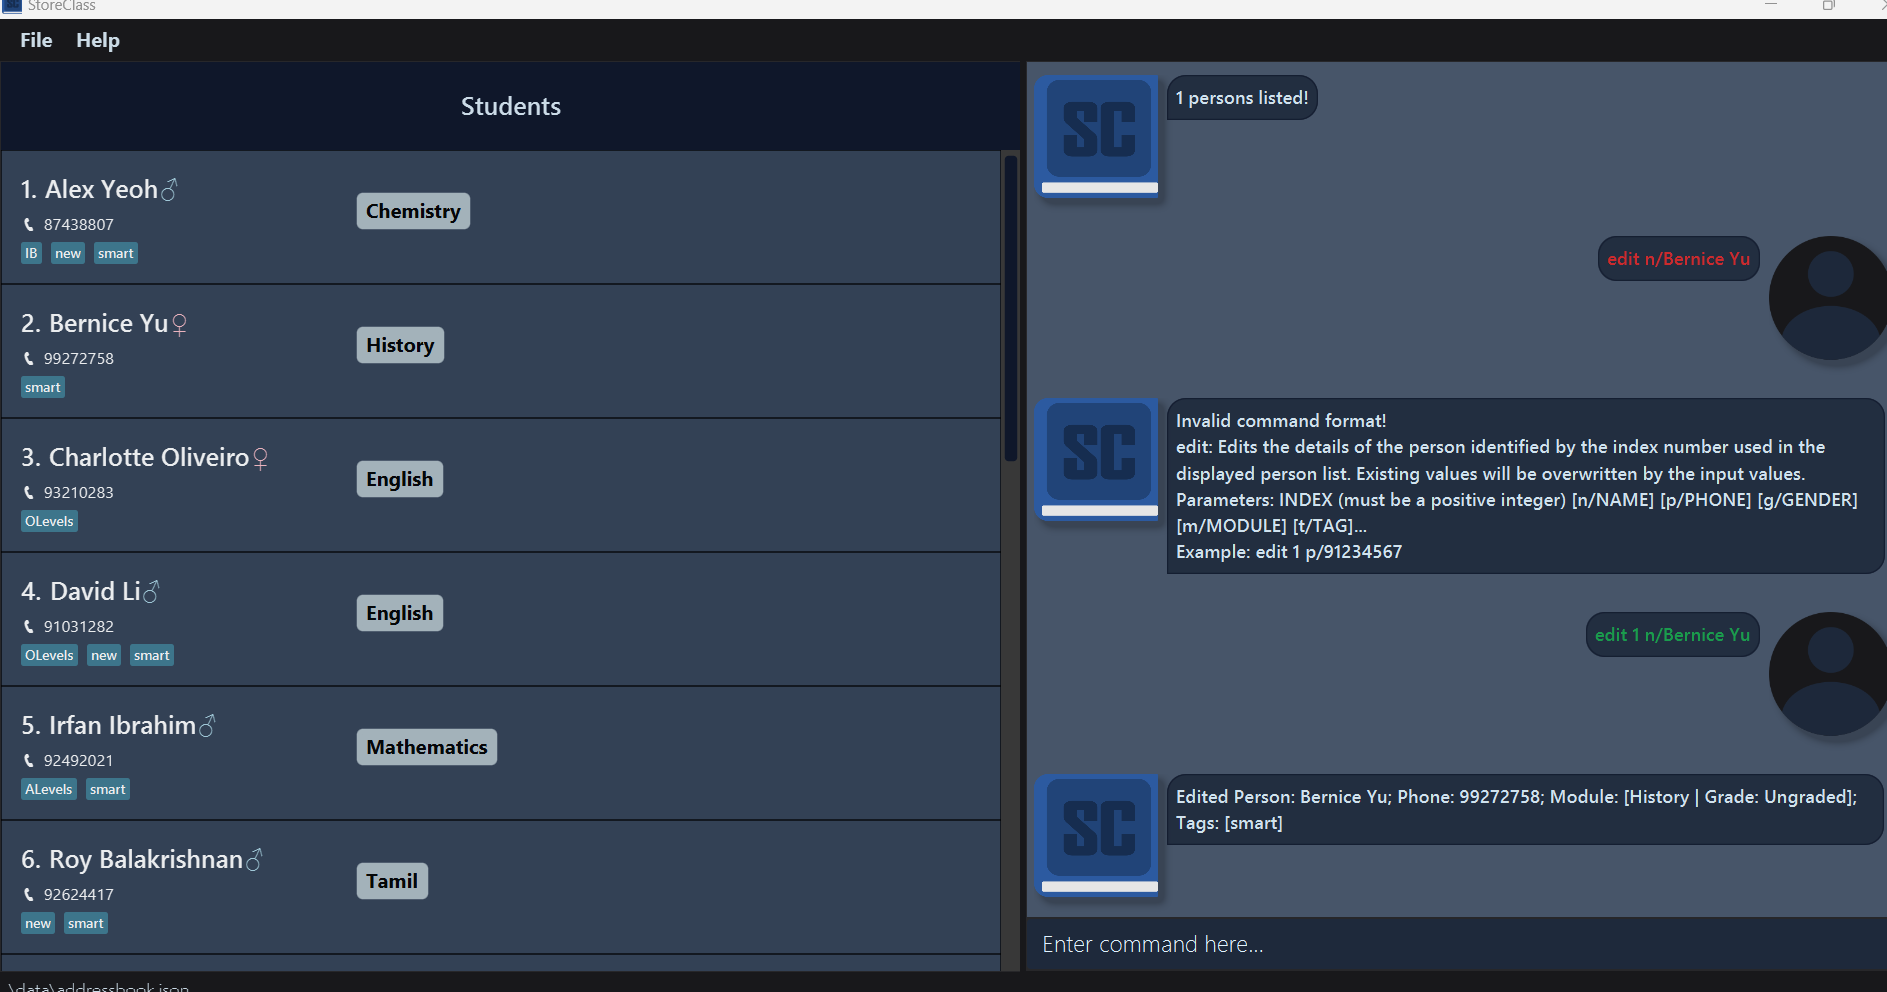 StoreClass
File Help
Students
1. Alex Yeoh♂
87438807
IB new smart
Chemistry
2. Bernice Yu♀
99272758
smart
History
3. Charlotte Oliveiro♀
93210283
OLevels
English
4. David Li♂
91031282
OLevels new smart
English
5. Irfan Ibrahim♂
92492021
ALevels smart
Mathematics
6. Roy Balakrishnan♂
92624417
new smart
Tamil
SC
1 persons listed!
edit n/Bernice Yu
SC
Invalid command format!
edit: Edits the details of the person identified by the index number used in the
displayed person list. Existing values will be overwritten by the input values.
Parameters: INDEX (must be a positive integer) [n/NAME] [p/PHONE] [g/GENDER]
[m/MODULE] [t/TAG]...
Example: edit 1 p/91234567
edit 1 n/Bernice Yu
SC
Edited Person: Bernice Yu; Phone: 99272758; Module: [History | Grade: Ungraded];
Tags: [smart]
Enter command here...
.\data\addressbook.json